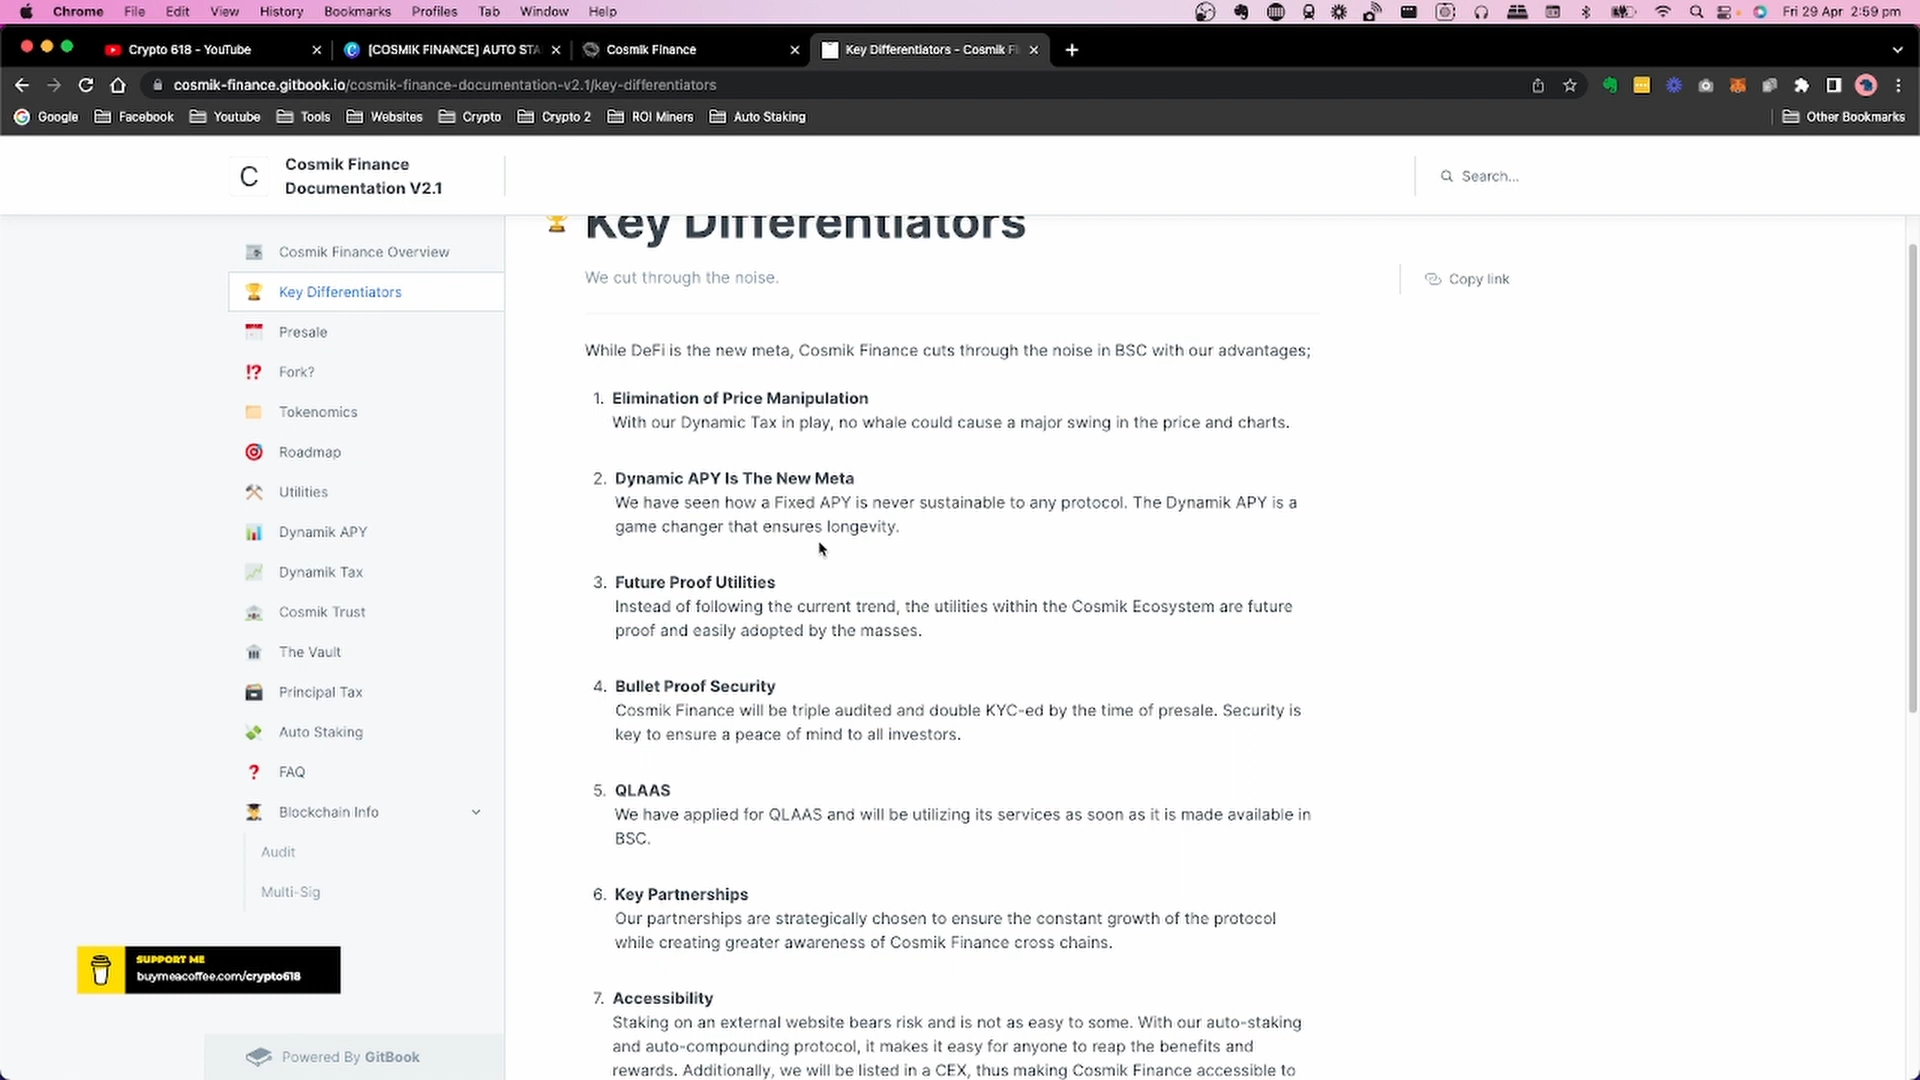 Chrome File Edit View History Bookmarks Profiles Tab Window Help Fri 29 Apr 2:59 pm
Crypto 618 - YouTube [COSMIK FINANCE] AUTO STA Cosmik Finance Key Differentiators - Cosmik Fi
cosmik-finance.gitbook.io/cosmik-finance-documentation-v2.1/key-differentiators
Google Facebook Youtube Tools Websites Crypto Crypto 2 ROI Miners Auto Staking Other Bookmarks
C
Cosmik Finance
Documentation V2.1
Search...
Cosmik Finance Overview
Key Differentiators
Presale
Fork?
Tokenomics
Roadmap
Utilities
Dynamik APY
Dynamik Tax
Cosmik Trust
The Vault
Principal Tax
Auto Staking
FAQ
Blockchain Info
Audit
Multi-Sig
SUPPORT ME
buymeacoffee.com/crypto618
Powered By GitBook
Key Differentiators
We cut through the noise.
Copy link
While DeFi is the new meta, Cosmik Finance cuts through the noise in BSC with our advantages;
1. Elimination of Price Manipulation
With our Dynamic Tax in play, no whale could cause a major swing in the price and charts.
2. Dynamic APY Is The New Meta
We have seen how a Fixed APY is never sustainable to any protocol. The Dynamik APY is a
game changer that ensures longevity.
3. Future Proof Utilities
Instead of following the current trend, the utilities within the Cosmik Ecosystem are future
proof and easily adopted by the masses.
4. Bullet Proof Security
Cosmik Finance will be triple audited and double KYC-ed by the time of presale. Security is
key to ensure a peace of mind to all investors.
5. QLAAS
We have applied for QLAAS and will be utilizing its services as soon as it is made available in
BSC.
6. Key Partnerships
Our partnerships are strategically chosen to ensure the constant growth of the protocol
while creating greater awareness of Cosmik Finance cross chains.
7. Accessibility
Staking on an external website bears risk and is not as easy to some. With our auto-staking
and auto-compounding protocol, it makes it easy for anyone to reap the benefits and
rewards. Additionally, we will be listed in a CEX, thus making Cosmik Finance accessible to